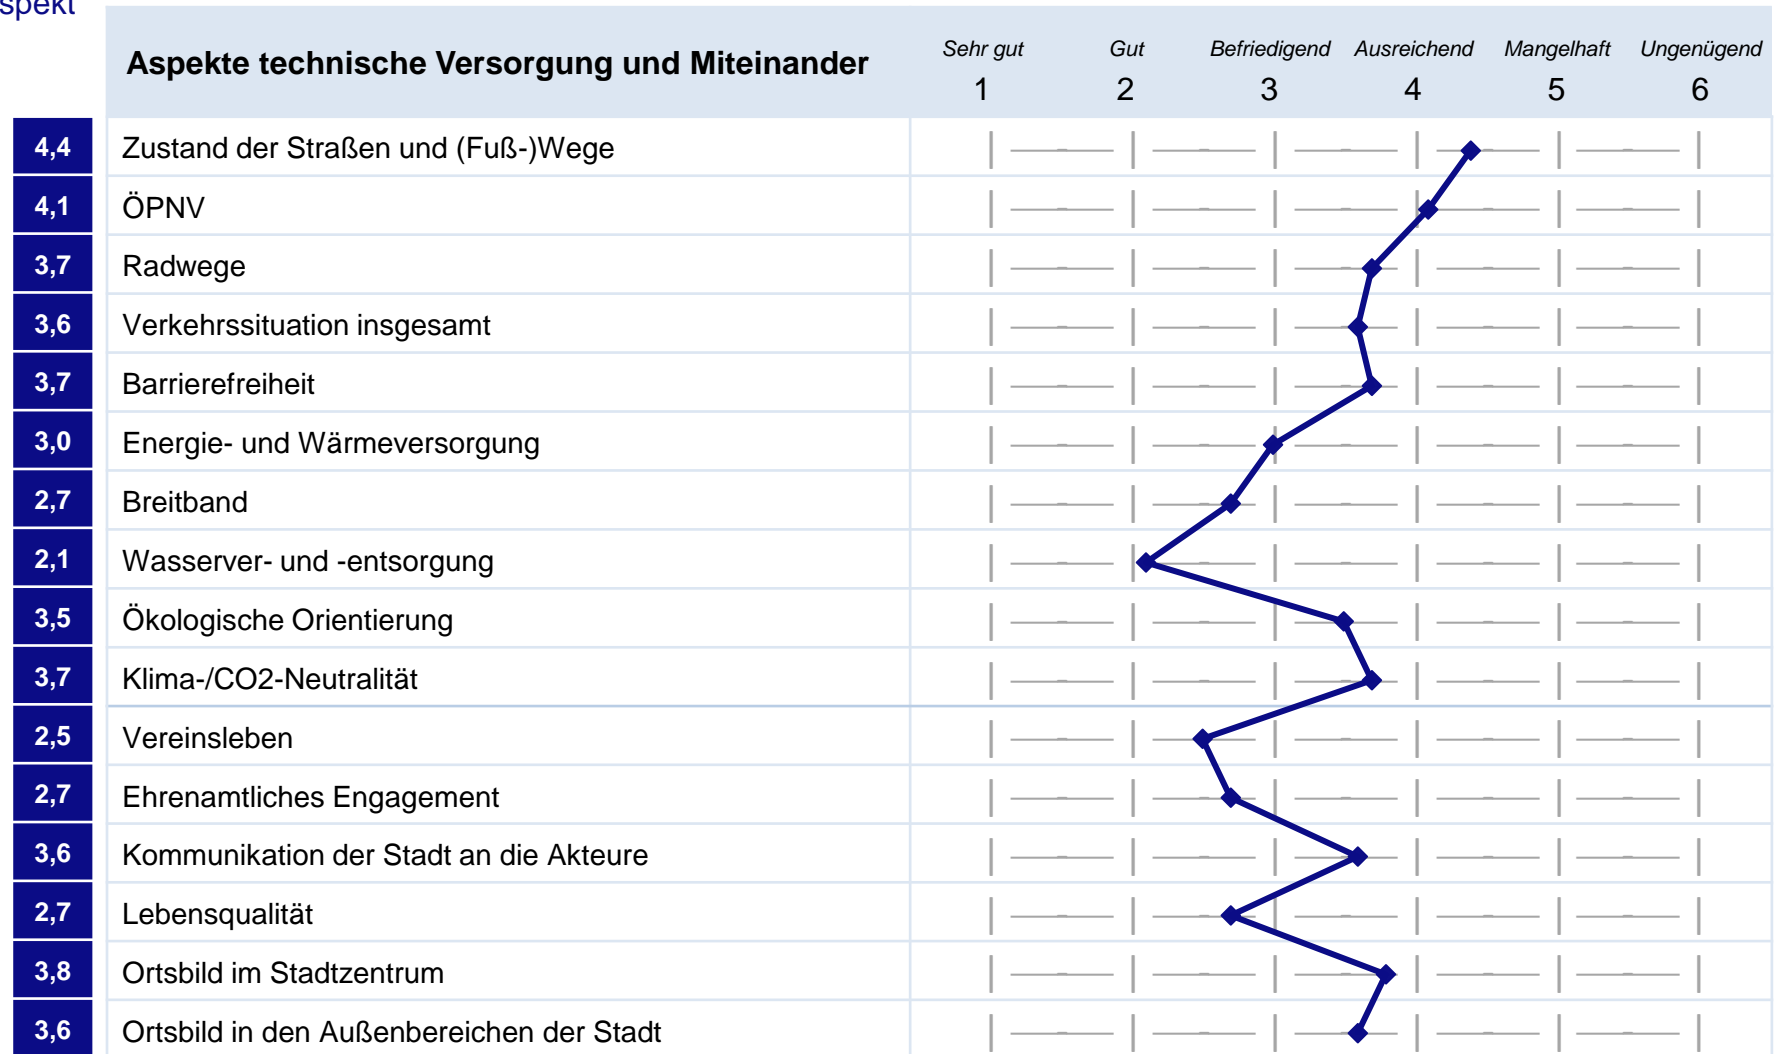 spekt
Aspekte technische Versorgung und Miteinander
Sehr gut Gut Befriedigend Ausreichend Mangelhaft Ungenügend
1 2 3 4 5 6
4,4 Zustand der Straßen und (Fuß-)Wege
4,1 ÖPNV
3,7 Radwege
3,6 Verkehrssituation insgesamt
3,7 Barrierefreiheit
3,0 Energie- und Wärmeversorgung
2,7 Breitband
2,1 Wasserver- und -entsorgung
3,5 Ökologische Orientierung
3,7 Klima-/CO2-Neutralität
2,5 Vereinsleben
2,7 Ehrenamtliches Engagement
3,6 Kommunikation der Stadt an die Akteure
2,7 Lebensqualität
3,8 Ortsbild im Stadtzentrum
3,6 Ortsbild in den Außenbereichen der Stadt